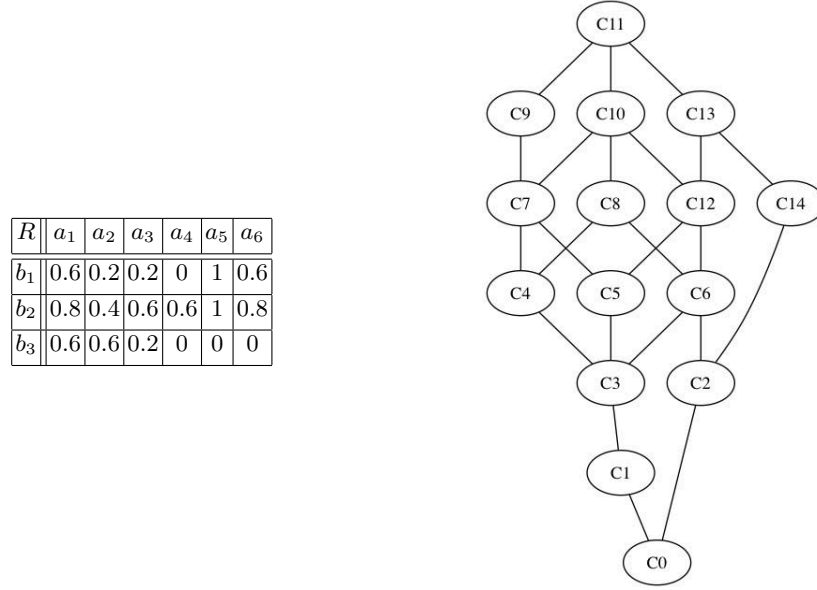 R a₁ a₂ a₃ a₄ a₅ a₆
b₁ 0.6 0.2 0.2 0 1 0.6
b₂ 0.8 0.4 0.6 0.6 1 0.8
b₃ 0.6 0.6 0.2 0 0 0
C11
C9 C10 C13
C7 C8 C12 C14
C4 C5 C6
C3 C2
C1
C0